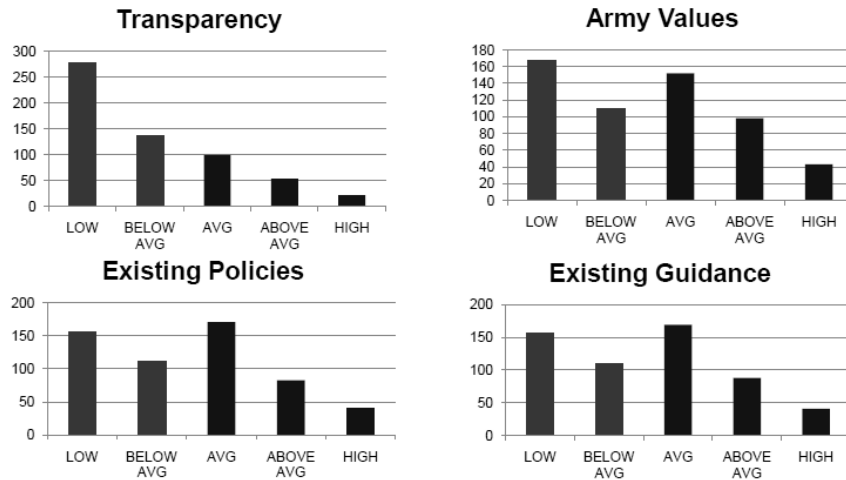 Transparency
300
250
200
150
100
50
0
LOW BELOW AVG ABOVE HIGH
AVG AVG
Army Values
180
160
140
120
100
80
60
40
20
0
LOW BELOW AVG ABOVE HIGH
AVG AVG
Existing Policies
200
150
100
50
0
LOW BELOW AVG ABOVE HIGH
AVG AVG
Existing Guidance
200
150
100
50
0
LOW BELOW AVG ABOVE HIGH
AVG AVG